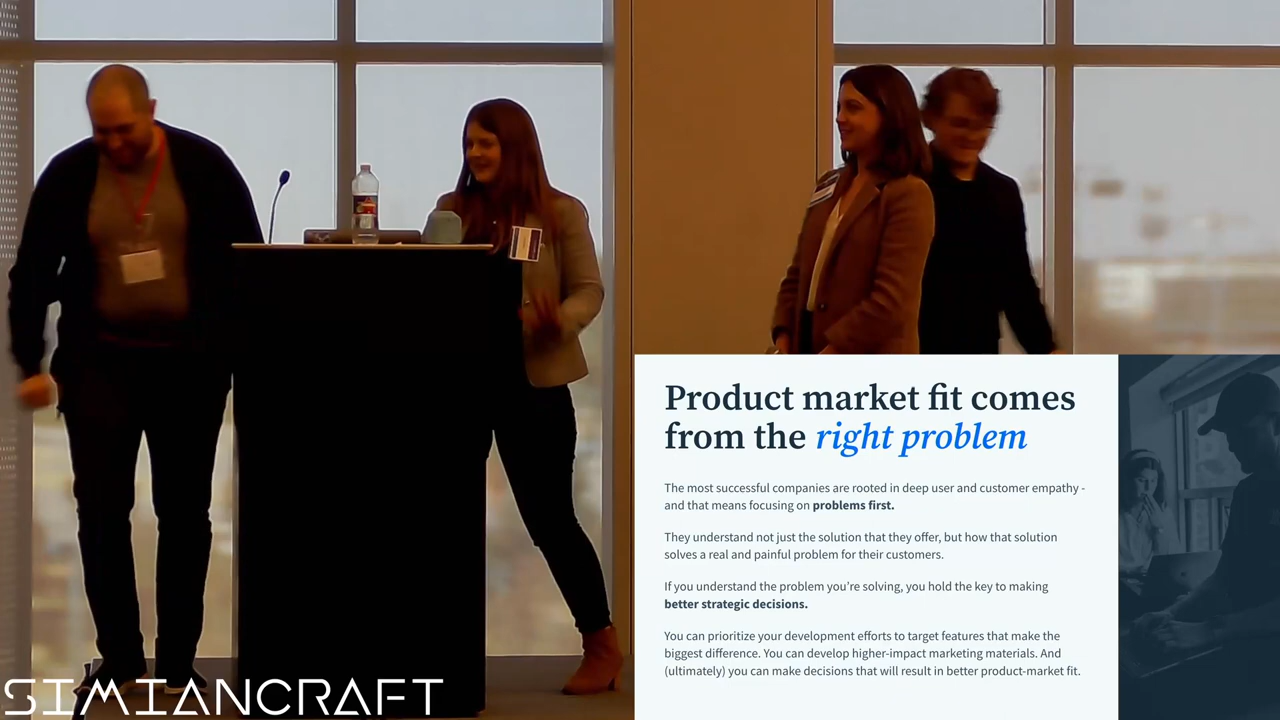 Product market fit comes
from the right problem
The most successful companies are rooted in deep user and customer empathy -
and that means focusing on problems first.
They understand not just the solution that they offer, but how that solution
solves a real and painful problem for their customers.
If you understand the problem you’re solving, you hold the key to making
better strategic decisions.
You can prioritize your development efforts to target features that make the
biggest difference. You can develop higher-impact marketing materials. And
(ultimately) you can make decisions that will result in better product-market fit.
SIMIANCRAFT